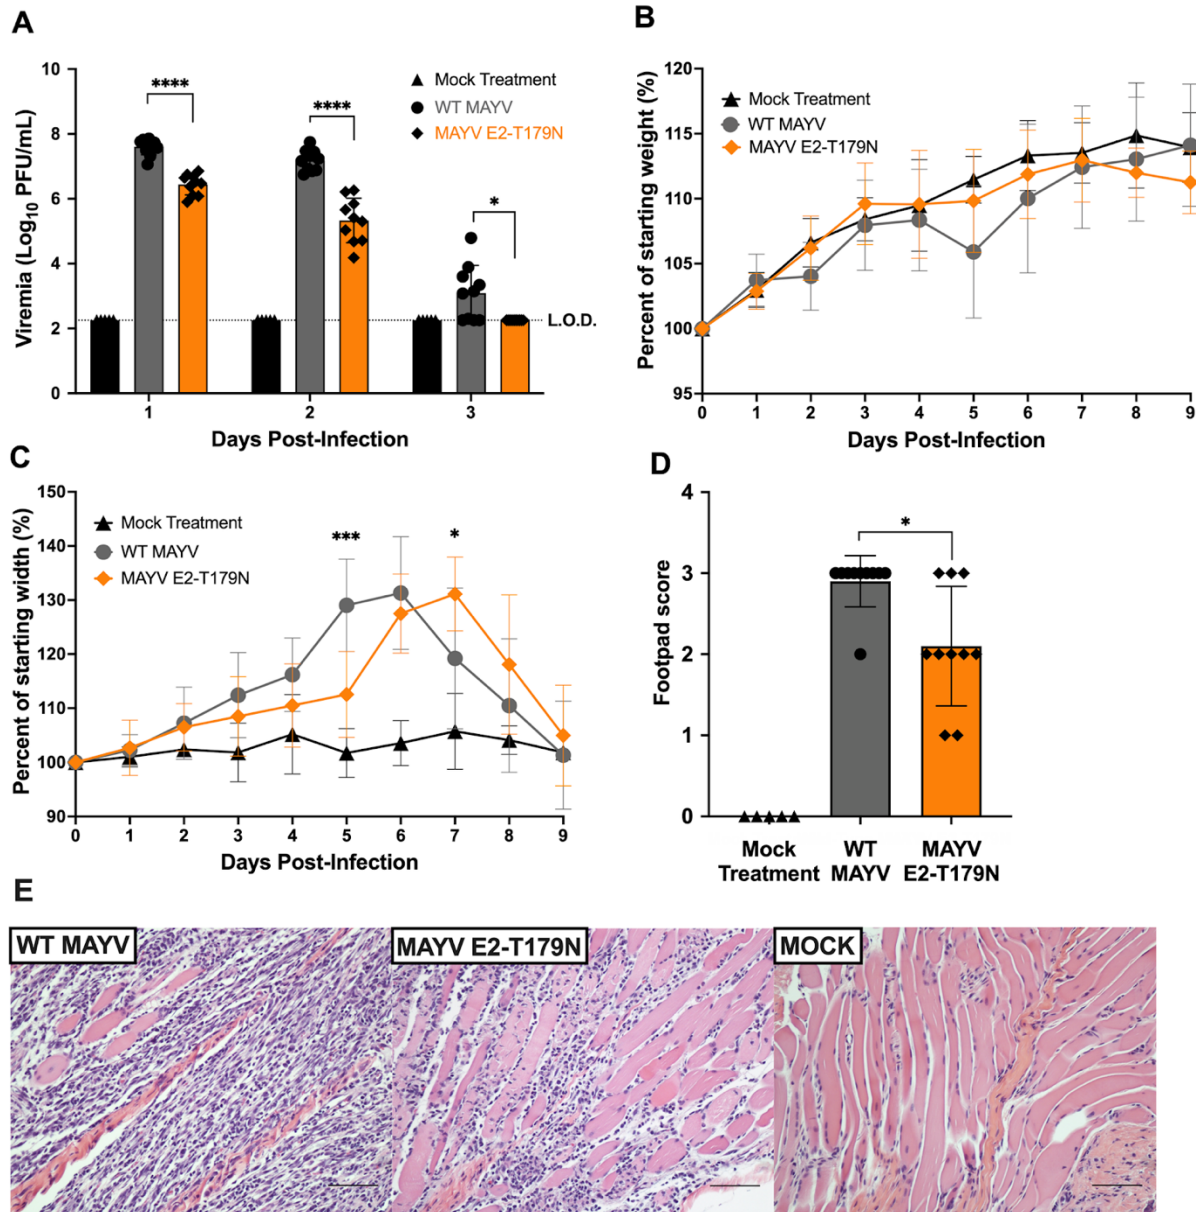 A
Viremia (Log10 PFU/mL)
10
8
6
4
2
0
****
****
*
Mock Treatment
WT MAYV
MAYV E2-T179N
L.O.D.
1 2 3
Days Post-Infection
B
Percent of starting weight (%)
120
115
110
105
100
95
Mock Treatment
WT MAYV
MAYV E2-T179N
0 1 2 3 4 5 6 7 8 9
Days Post-Infection
C
Percent of starting width (%)
150
140
130
120
110
100
90
Mock Treatment
WT MAYV
MAYV E2-T179N
***
*
0 1 2 3 4 5 6 7 8 9
Days Post-Infection
D
Footpad score
4
3
2
1
0
*
Mock
Treatment
WT
MAYV
MAYV
E2-T179N
E
WT MAYV
MAYV E2-T179N
MOCK